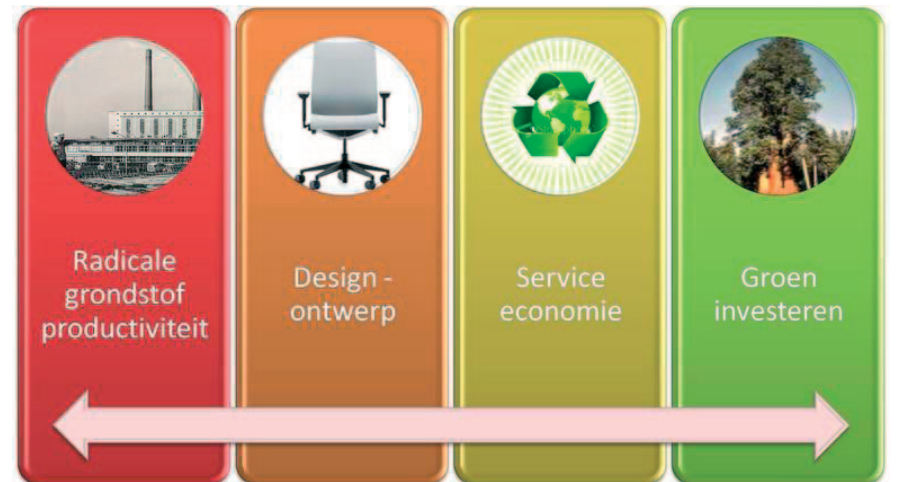 Radicale
grondstof
productiviteit
Design -
ontwerp
Service
economie
Groen
investeren